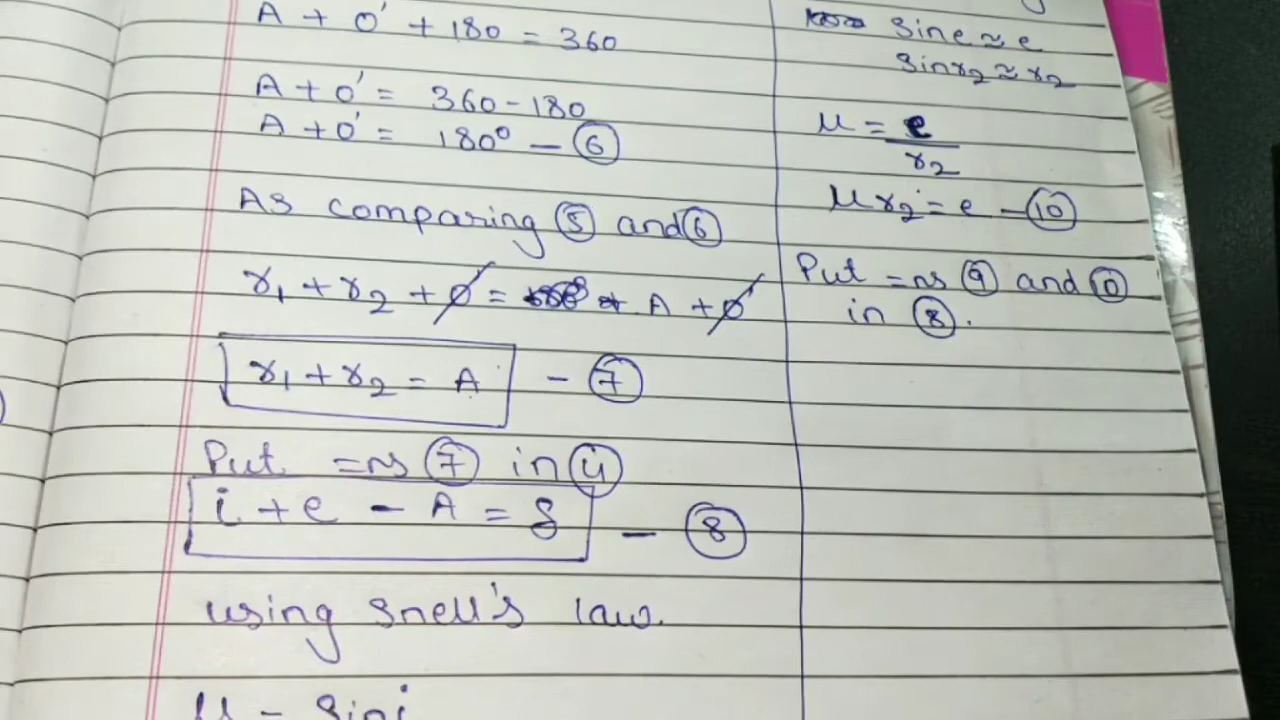 A + O' + 180 = 360
A + O' = 360 - 180
A + O' = 180° - ⑥
As comparing ⑤ and ⑥
r₁ + r₂ + O' = A + O'
r₁ + r₂ = A - ⑦
Put =ns ⑦ in ④
i + e - A = δ - ⑧
using Snell's law.
μ = Sini
Sine ≈ e
Sinr₂ ≈ r₂
μ = e
r₂
μr₂ = e - ⑩
Put =ns ⑨ and ⑩
in ⑧.